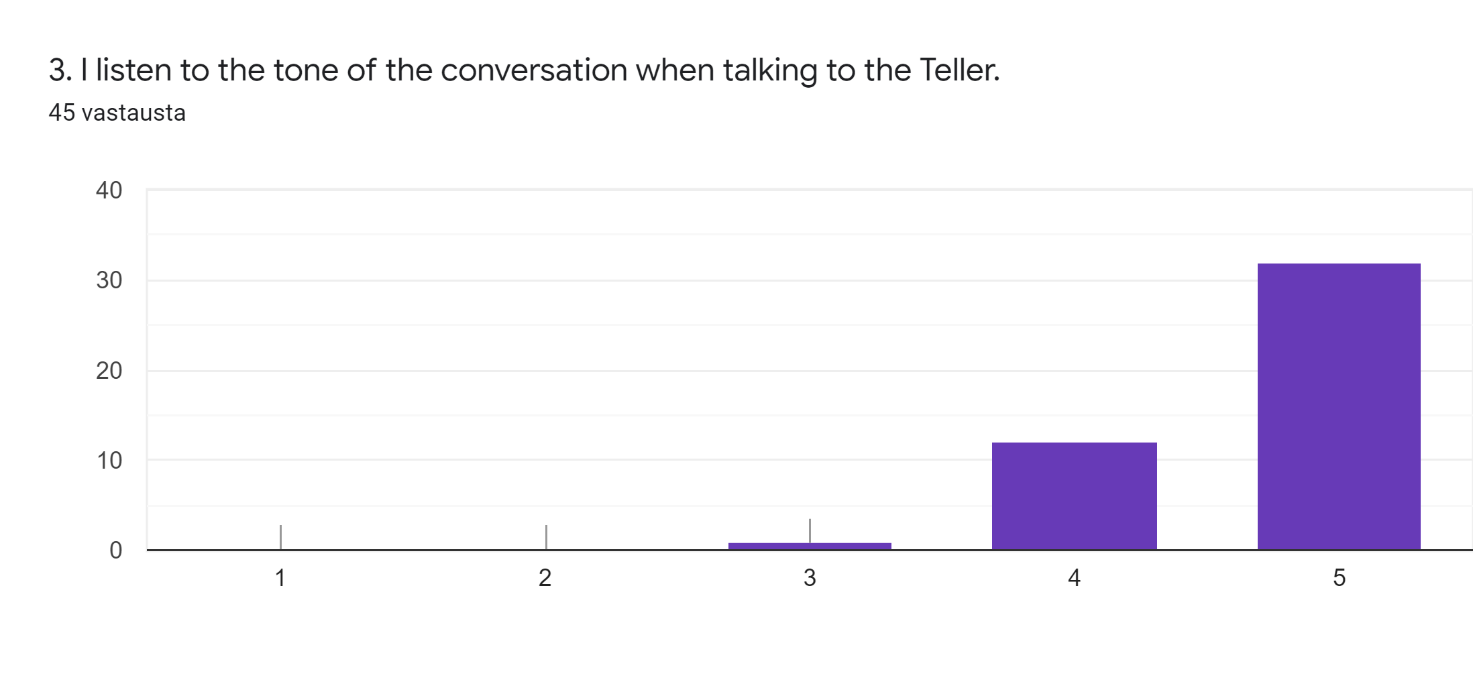 3. I listen to the tone of the conversation when talking to the Teller.
45 vastausta
40
30
20
10
0
1 2 3 4 5